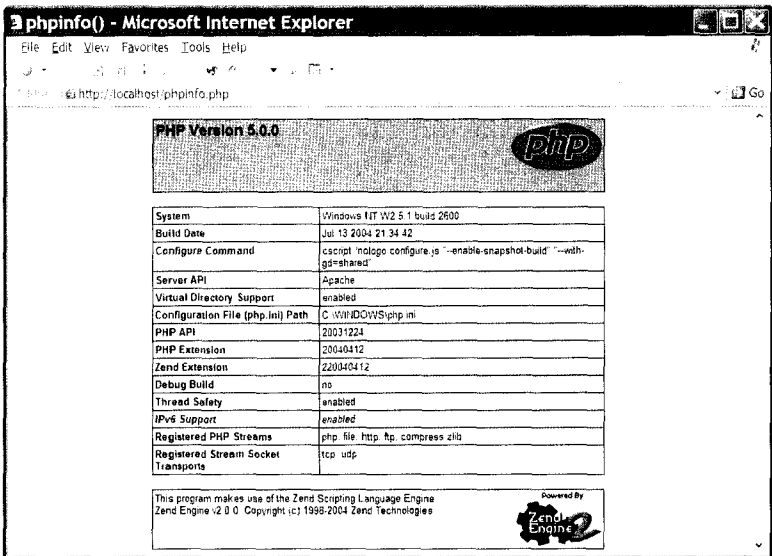 phpinfo() - Microsoft Internet Explorer
File Edit View Favorites Tools Help
http://localhost/phpinfo.php Go
PHP Version 5.0.0
php
System Windows NT W2 5.1 build 2600
Build Date Jul 13 2004 21:34:42
Configure Command cscript /nologo configure.js "--enable-snapshot-build" "--with-
gd=shared"
Server API Apache
Virtual Directory Support enabled
Configuration File (php.ini) Path C:\WINDOWS\php.ini
PHP API 20031224
PHP Extension 20040412
Zend Extension 220040412
Debug Build no
Thread Safety enabled
IPv6 Support enabled
Registered PHP Streams php, file, http, ftp, compress.zlib
Registered Stream Socket
Transports tcp, udp
This program makes use of the Zend Scripting Language Engine
Zend Engine v2.0.0, Copyright (c) 1998-2004 Zend Technologies
Powered By
Zend
Engine 2